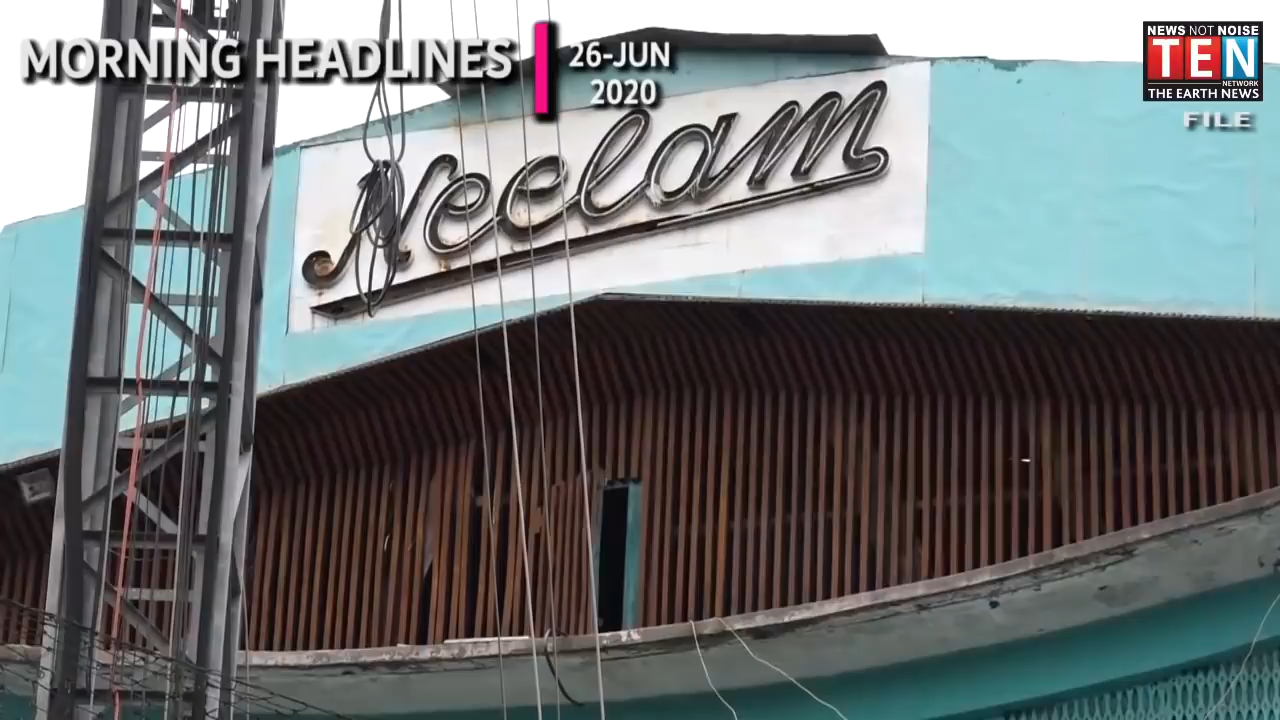 MORNING HEADLINES
26-JUN
2020
NEWS NOT NOISE
TEN
NETWORK
THE EARTH NEWS
FILE
Neelam